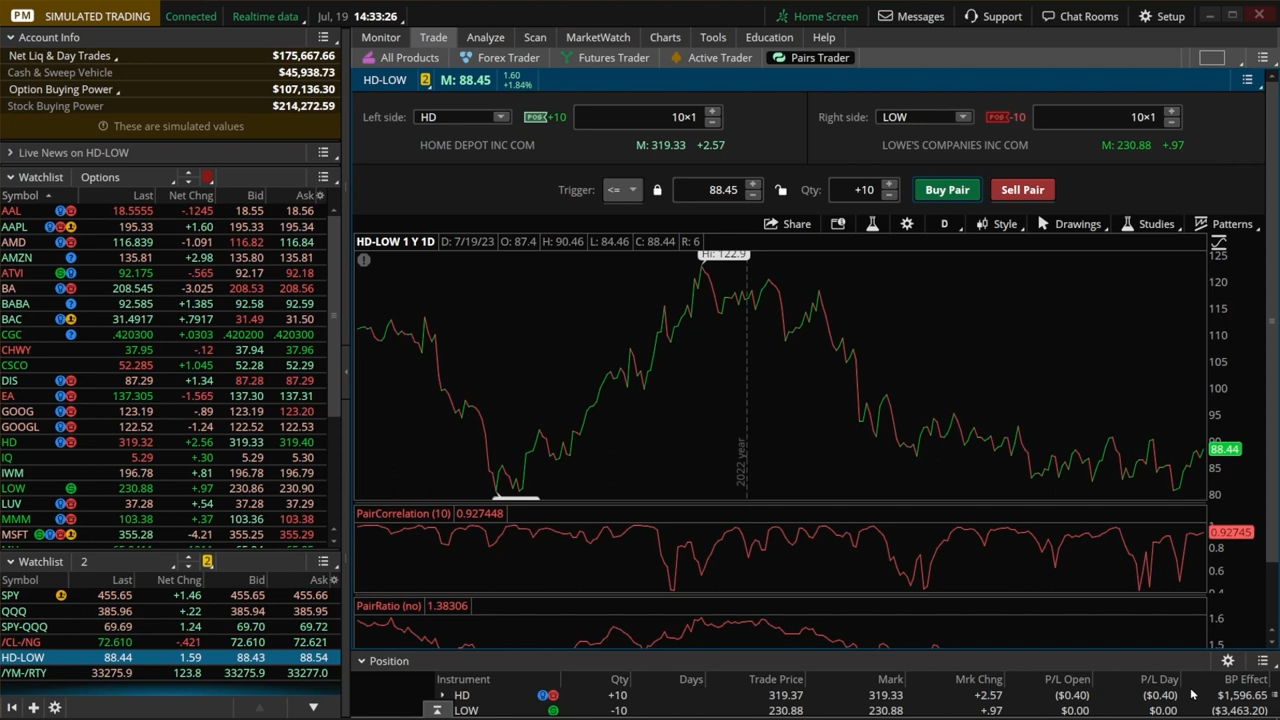 PM SIMULATED TRADING Connected Realtime data Jul, 19 14:33:26 Home Screen Messages Support Chat Rooms Setup
Account Info
Net Liq & Day Trades $175,667.66
Cash & Sweep Vehicle $45,938.73
Option Buying Power $107,136.30
Stock Buying Power $214,272.59
These are simulated values
Live News on HD-LOW
Watchlist Options
Symbol Last Net Chng Bid Ask
AAL 18.5555 -.1245 18.55 18.56
AAPL 195.33 +1.60 195.33 195.34
AMD 116.839 -1.091 116.82 116.84
AMZN 135.81 +2.98 135.80 135.81
ATVI 92.175 -.565 92.17 92.18
BA 208.545 -3.025 208.53 208.56
BABA 92.585 +1.385 92.58 92.59
BAC 31.4917 +.7917 31.49 31.50
CGC .420300 +.0303 .420200 .420300
CHWY 37.95 -.12 37.94 37.96
CSCO 52.285 +1.045 52.28 52.29
DIS 87.29 +1.34 87.28 87.29
EA 137.305 -1.565 137.30 137.31
GOOG 123.19 -.89 123.19 123.20
GOOGL 122.52 -1.24 122.52 122.53
HD 319.32 +2.56 319.33 319.40
IQ 5.29 +.30 5.29 5.30
IWM 196.78 +.81 196.78 196.79
LOW 230.88 +.97 230.86 230.90
LUV 37.28 +.54 37.28 37.29
MMM 103.38 +.37 103.36 103.38
MSFT 355.28 -4.21 355.28 355.29
Watchlist 2 2
Symbol Last Net Chng Bid Ask
SPY 455.65 +1.46 455.65 455.66
QQQ 385.96 +.22 385.94 385.95
SPY-QQQ 69.69 1.24 69.70 69.72
/CL-/NG 72.610 -.421 72.610 72.621
HD-LOW 88.44 1.59 88.43 88.54
/YM-/RTY 33275.9 123.8 33275.9 33277.0
Monitor Trade Analyze Scan MarketWatch Charts Tools Education Help
All Products Forex Trader Futures Trader Active Trader Pairs Trader
HD-LOW 2 M: 88.45 1.60
+1.84%
Left side: HD POS +10 10×1 Right side: LOW POS -10 10×1
HOME DEPOT INC COM M: 319.33 +2.57 LOWE'S COMPANIES INC COM M: 230.88 +.97
Trigger: <= 88.45 Qty: +10 Buy Pair Sell Pair
Share D Style Drawings Studies Patterns
HD-LOW 1 Y 1D D: 7/19/23 O: 87.4 H: 90.46 L: 84.46 C: 88.44 R: 6
Hi: 122.9
125
120
115
110
105
100
95
90
88.44
85
80
2022 year
PairCorrelation (10) 0.927448
1
0.92745
0.8
0.6
0.4
PairRatio (no) 1.38306
1.6
1.5
Position
Instrument Qty Days Trade Price Mark Mrk Chng P/L Open P/L Day BP Effect
HD +10 319.37 319.33 +2.57 ($0.40) ($0.40) $1,596.65
LOW -10 230.88 230.88 +.97 $0.00 $0.00 ($3,463.20)